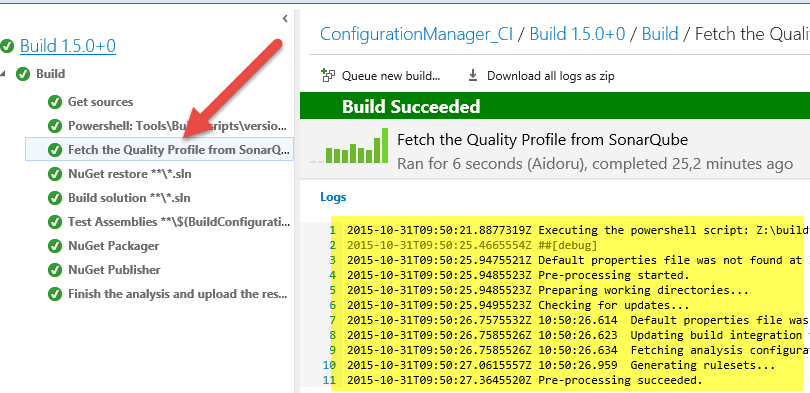 Build 1.5.0+0
Build
Get sources
Powershell: Tools\Build
scripts\versio...
Fetch the Quality Profile from SonarQ...
NuGet restore **\*.sln
Build solution **\*.sln
Test Assemblies **\$(BuildConfigurati...
NuGet Packager
NuGet Publisher
Finish the analysis and upload the res...
ConfigurationManager_CI / Build 1.5.0+0 / Build / Fetch the Quali
Queue new build... Download all logs as zip
Build Succeeded
Fetch the Quality Profile from SonarQube
Ran for 6 seconds (Aidoru), completed 25,2 minutes ago
Logs
1 2015-10-31T09:50:21.8877319Z Executing the powershell script: Z:\build
2 2015-10-31T09:50:25.4665554Z ##[debug]
3 2015-10-31T09:50:25.9475521Z Default properties file was not found at
4 2015-10-31T09:50:25.9485523Z Pre-processing started.
5 2015-10-31T09:50:25.9485523Z Preparing working directories...
6 2015-10-31T09:50:25.9495523Z Checking for updates...
7 2015-10-31T09:50:26.7575532Z 10:50:26.614 Default properties file was
8 2015-10-31T09:50:26.7585526Z 10:50:26.623 Updating build integration
9 2015-10-31T09:50:26.7585526Z 10:50:26.634 Fetching analysis configura
10 2015-10-31T09:50:27.0615557Z 10:50:26.959 Generating rulesets...
11 2015-10-31T09:50:27.3645520Z Pre-processing succeeded.